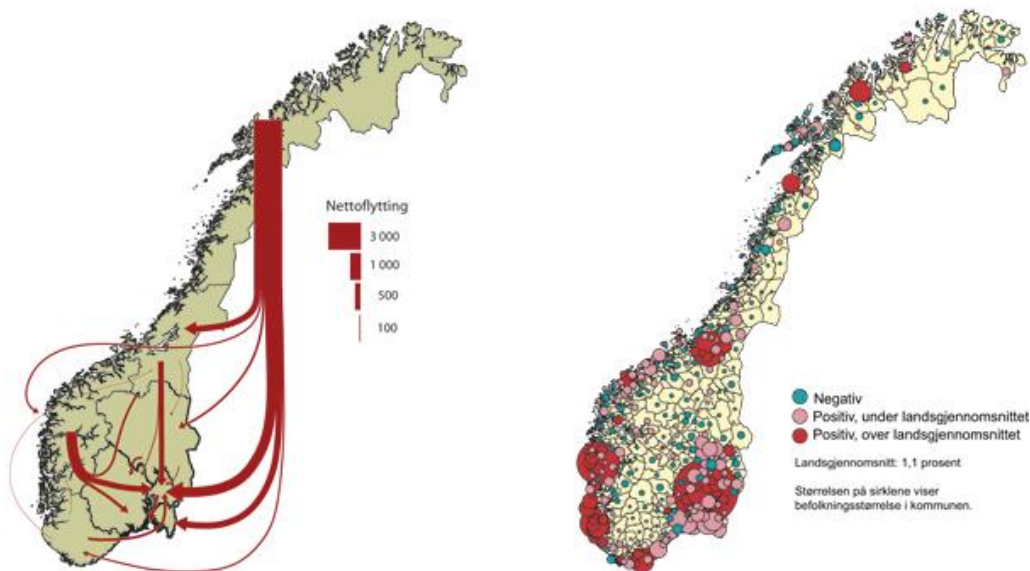 Nettoflytting
3 000
1 000
500
100
Negativ
Positiv, under landsgjennomsnittet
Positiv, over landsgjennomsnittet
Landsgjennomsnitt: 1,1 prosent
Størrelsen på sirklene viser
befolkningsstørrelse i kommunen.